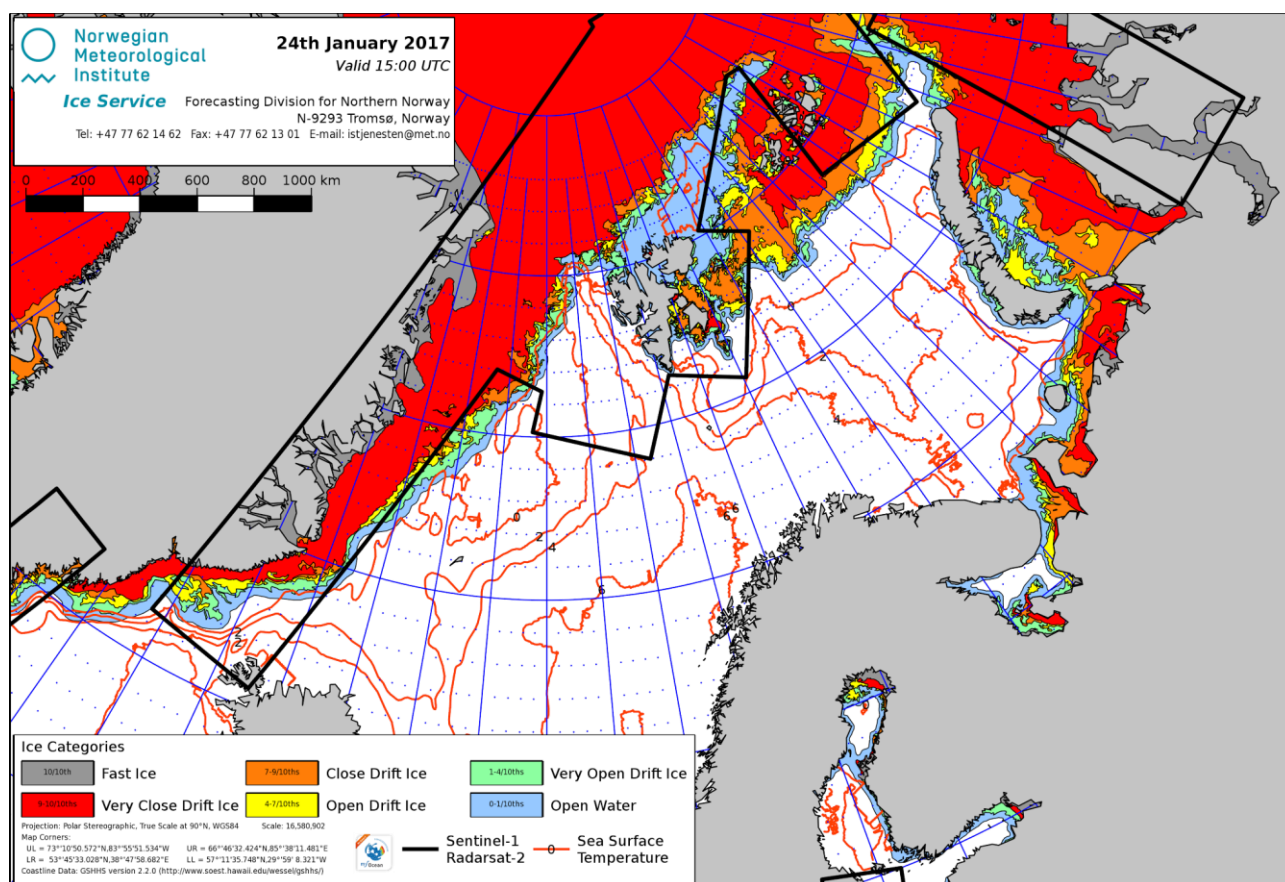 Norwegian
Meteorological
Institute
24th January 2017
Valid 15:00 UTC
Ice Service
Forecasting Division for Northern Norway
N-9293 Tromsø, Norway
Tel: +47 77 62 14 62 Fax: +47 77 62 13 01 E-mail: istjenesten@met.no
0 200 400 600 800 1000 km
0
2
4
6
6
0
2
4
6
2
2
Ice Categories
10/10th Fast Ice
7-9/10ths Close Drift Ice
1-4/10ths Very Open Drift Ice
9-10/10ths Very Close Drift Ice
4-7/10ths Open Drift Ice
0-1/10ths Open Water
Projection: Polar Stereographic, True Scale at 90°N, WGS84 Scale: 16,580,902
Map Corners:
UL = 73°10'50.572"N,83°55'51.534"W UR = 66°46'32.424"N,85°38'11.481"E
LR = 53°45'33.028"N,38°47'58.682"E LL = 57°11'35.748"N,29°59' 8.321"W
Coastline Data: GSHHS version 2.2.0 (http://www.soest.hawaii.edu/wessel/gshhs/)
Sentinel-1
Radarsat-2
0 Sea Surface
Temperature